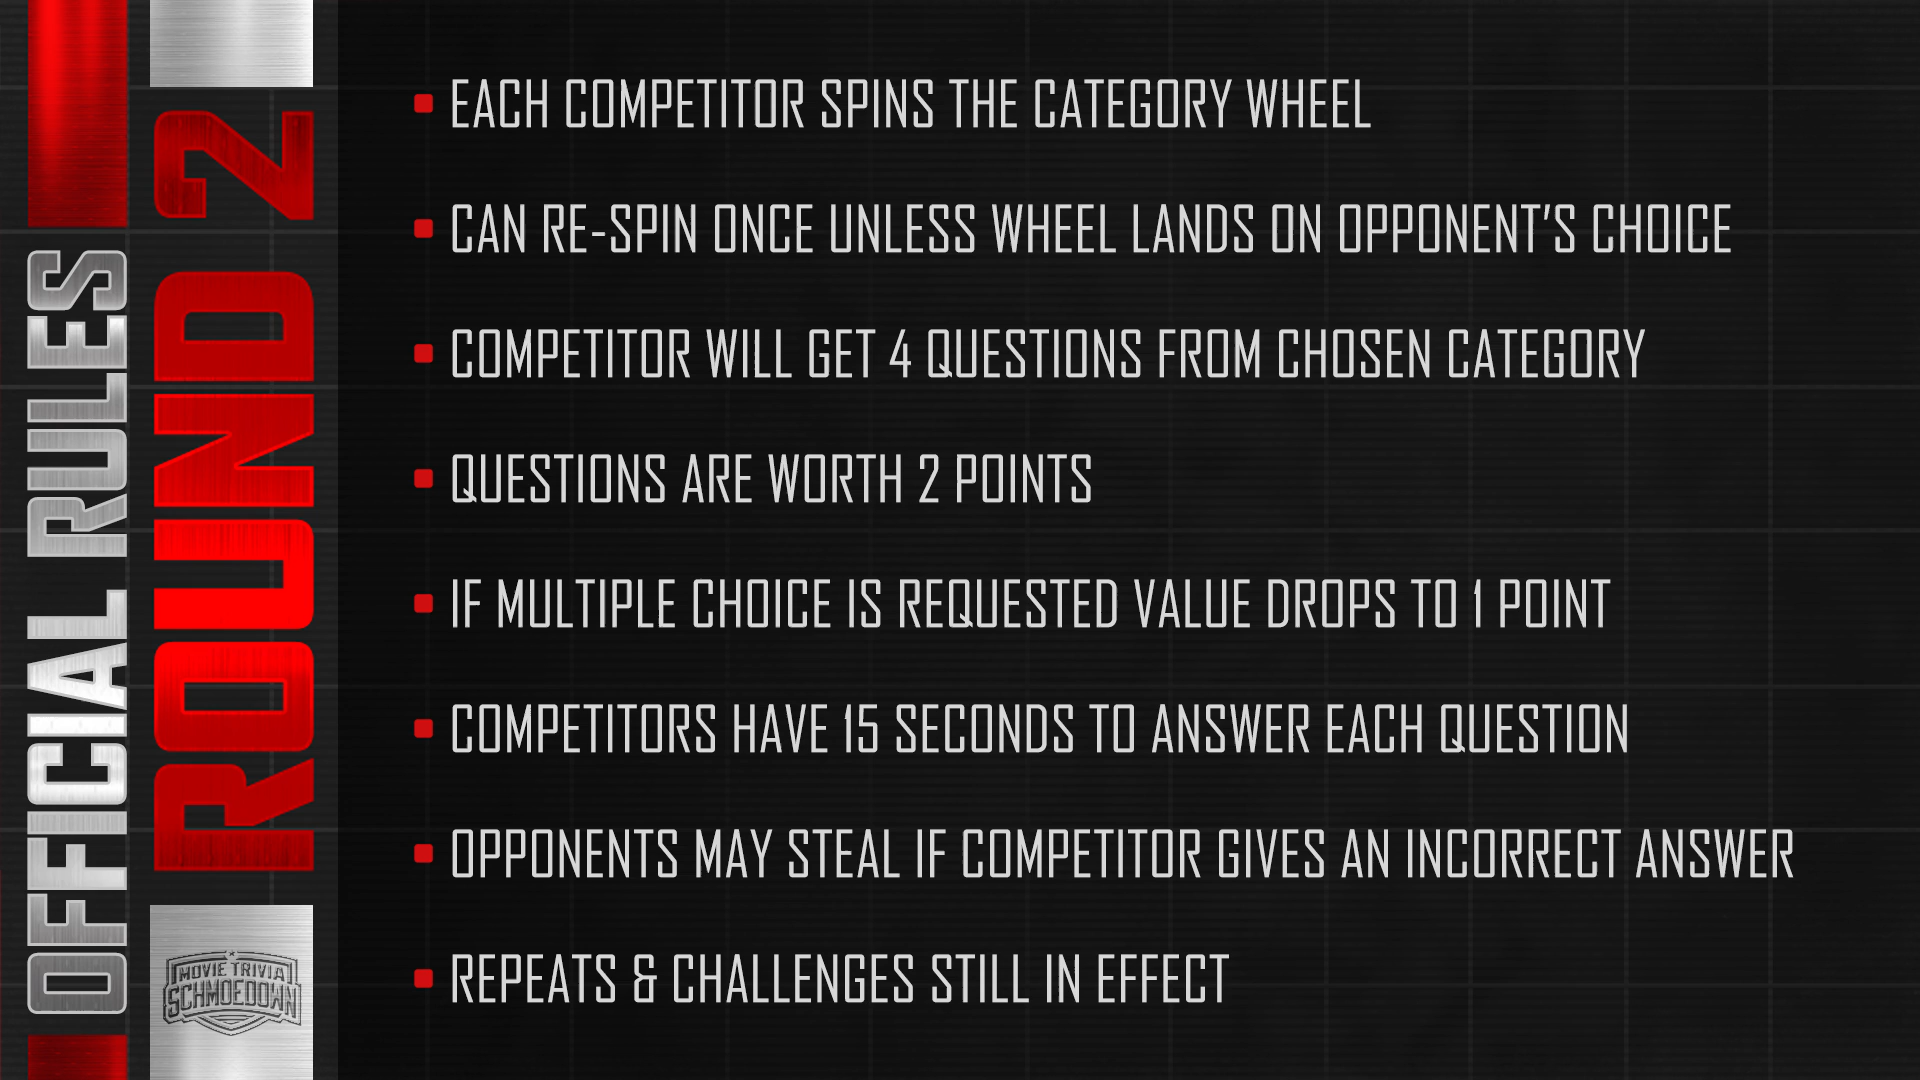 OFFICIAL RULES
ROUND 2
EACH COMPETITOR SPINS THE CATEGORY WHEEL
CAN RE-SPIN ONCE UNLESS WHEEL LANDS ON OPPONENT'S CHOICE
COMPETITOR WILL GET 4 QUESTIONS FROM CHOSEN CATEGORY
QUESTIONS ARE WORTH 2 POINTS
IF MULTIPLE CHOICE IS REQUESTED VALUE DROPS TO 1 POINT
COMPETITORS HAVE 15 SECONDS TO ANSWER EACH QUESTION
OPPONENTS MAY STEAL IF COMPETITOR GIVES AN INCORRECT ANSWER
REPEATS & CHALLENGES STILL IN EFFECT
MOVIE TRIVIA
SCHMOEDOWN